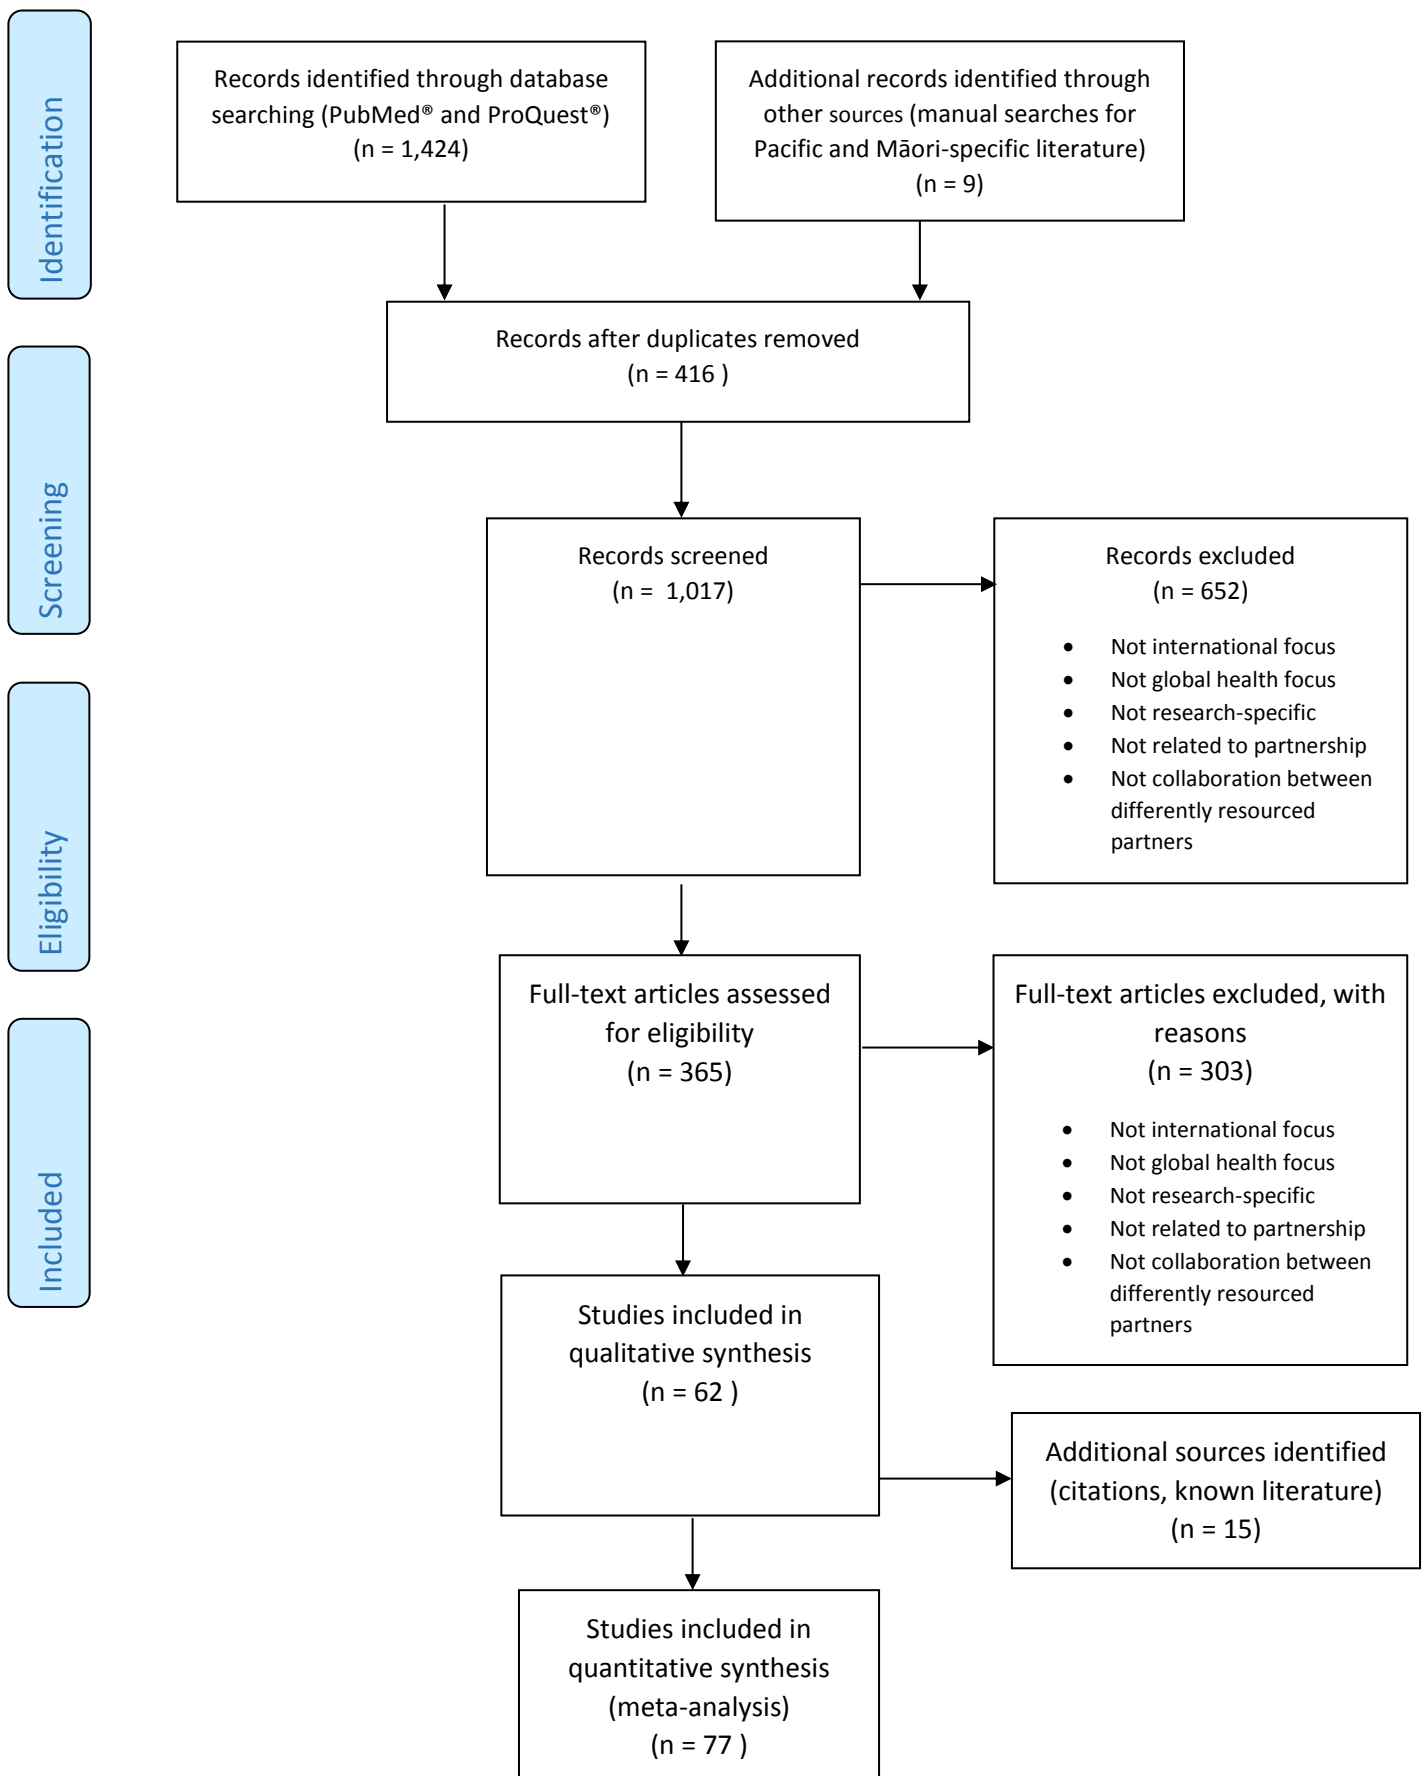 Identification
Records identified through database
searching (PubMed® and ProQuest®)
(n = 1,424)
Additional records identified through
other sources (manual searches for
Pacific and Māori-specific literature)
(n = 9)
Records after duplicates removed
(n = 416 )
Screening
Records screened
(n =  1,017)
Records excluded
(n = 652)
• Not international focus
• Not global health focus
• Not research-specific
• Not related to partnership
• Not collaboration between
differently resourced
partners
Eligibility
Full-text articles assessed
for eligibility
(n = 365)
Full-text articles excluded, with
reasons
(n = 303)
• Not international focus
• Not global health focus
• Not research-specific
• Not related to partnership
• Not collaboration between
differently resourced
partners
Included
Studies included in
qualitative synthesis
(n = 62 )
Additional sources identified
(citations, known literature)
(n = 15)
Studies included in
quantitative synthesis
(meta-analysis)
(n = 77 )